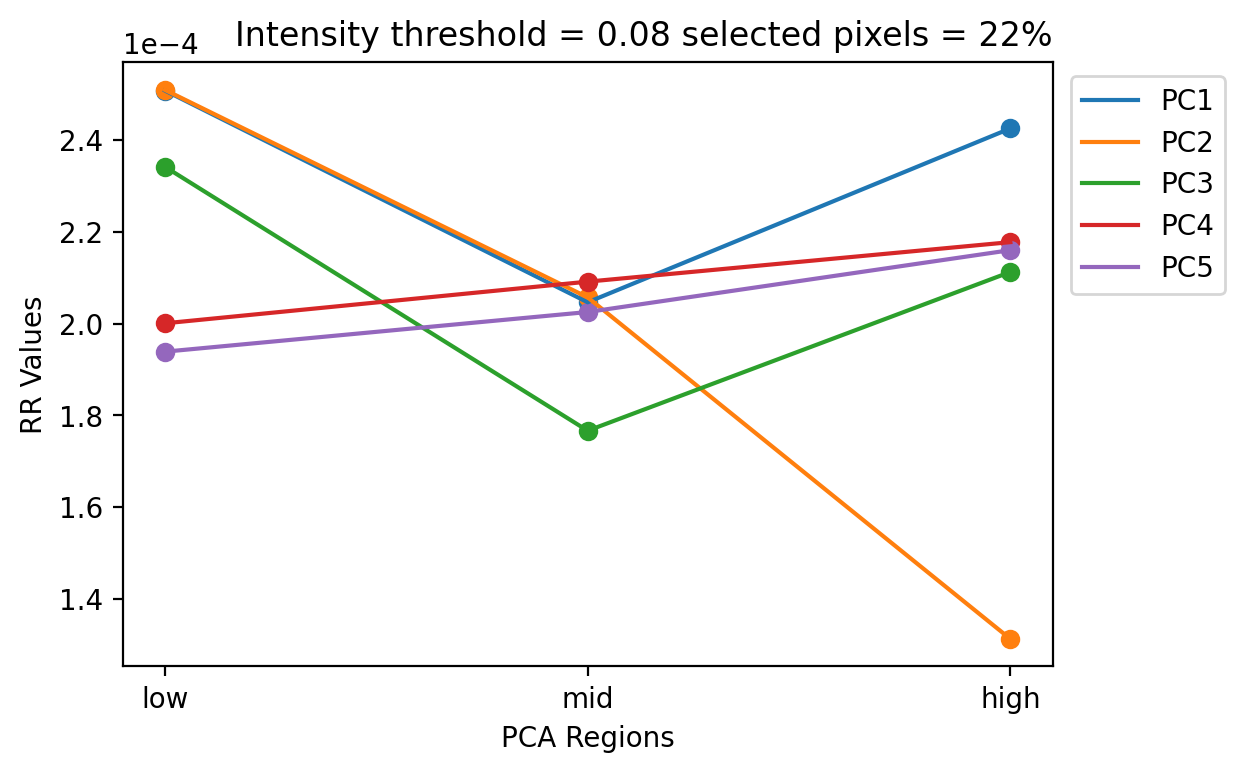 Intensity threshold = 0.08 selected pixels = 22%
1e−4
2.4
2.2
2.0
1.8
1.6
1.4
RR Values
low
mid
high
PCA Regions
PC1
PC2
PC3
PC4
PC5